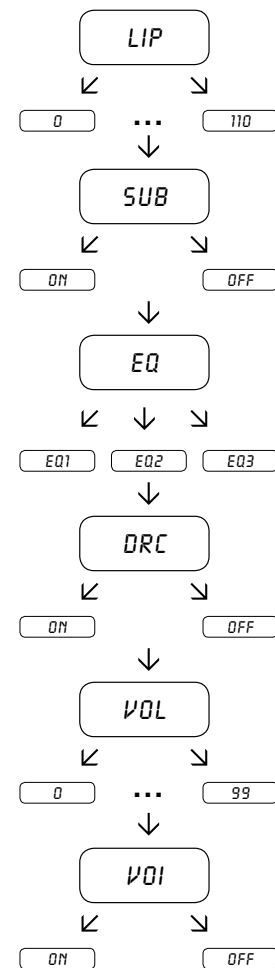 LIP
0 ... 110
SUB
ON OFF
EQ
EQ1 EQ2 EQ3
DRC
ON OFF
VOL
0 ... 99
VOI
ON OFF